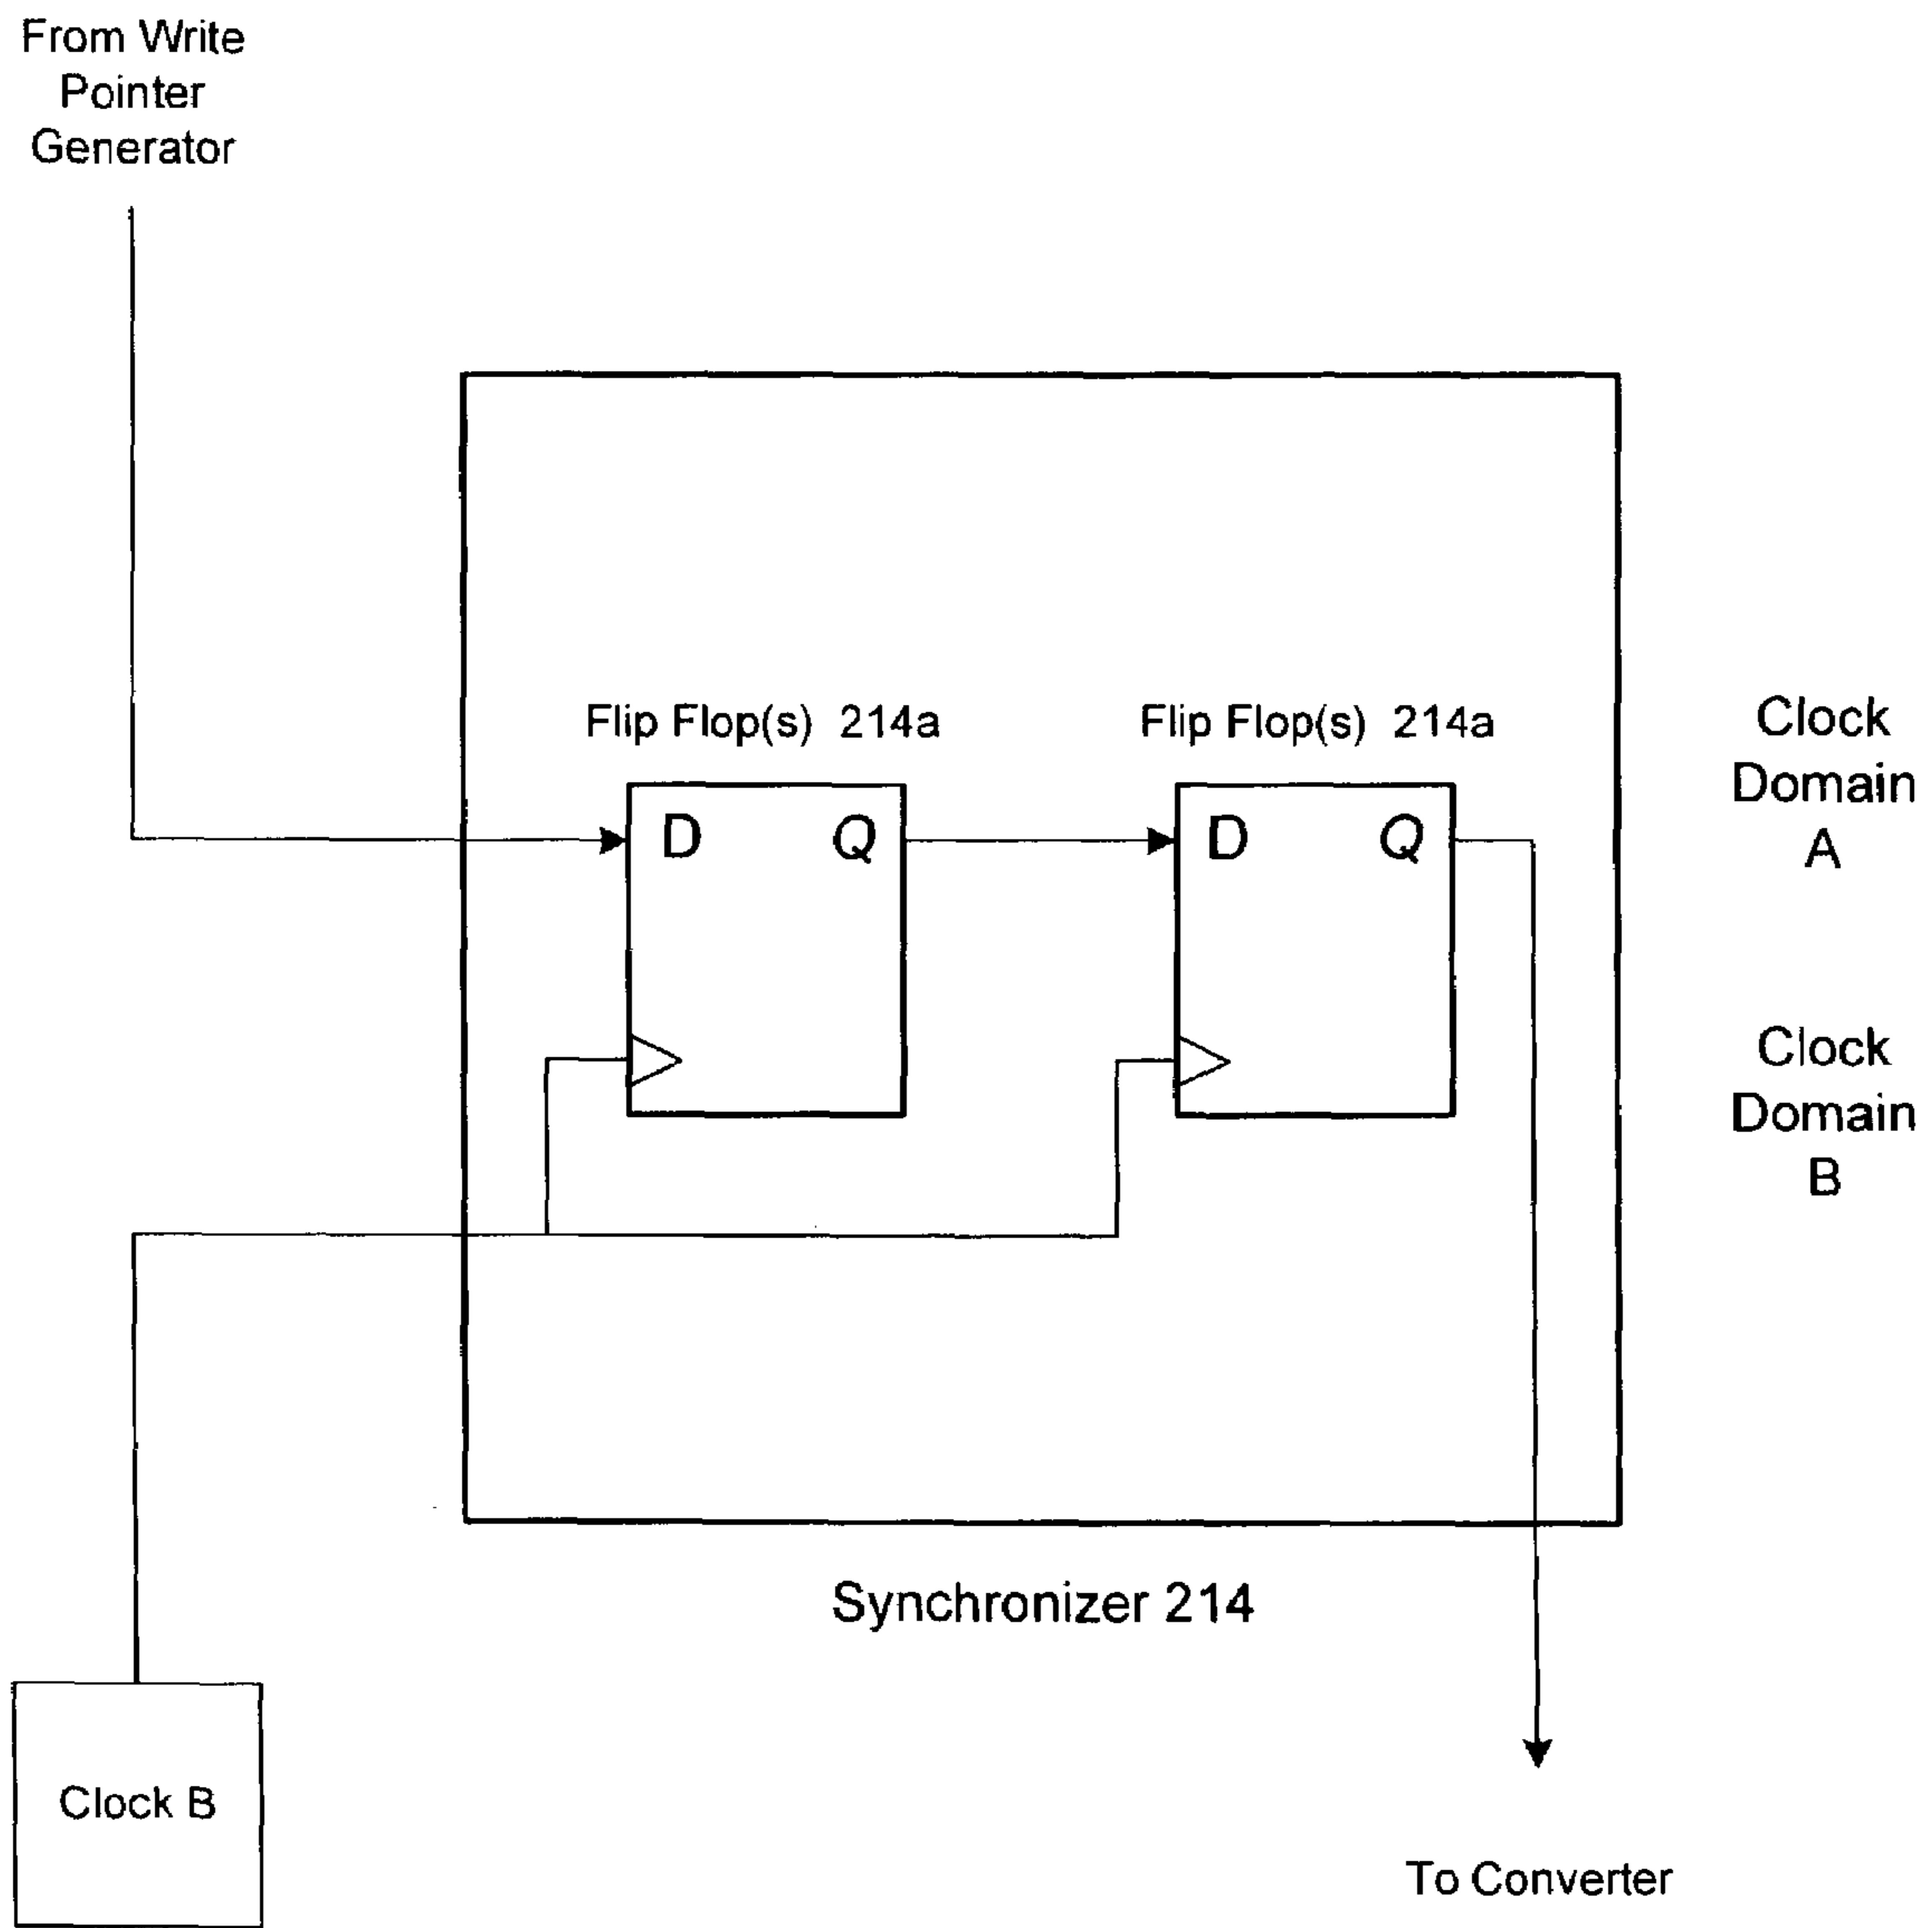 From Write
Pointer
Generator
Flip Flop(s) 214a
Flip Flop(s) 214a
D
Q
D
Q
Clock
Domain
A
Clock
Domain
B
Synchronizer 214
Clock B
To Converter